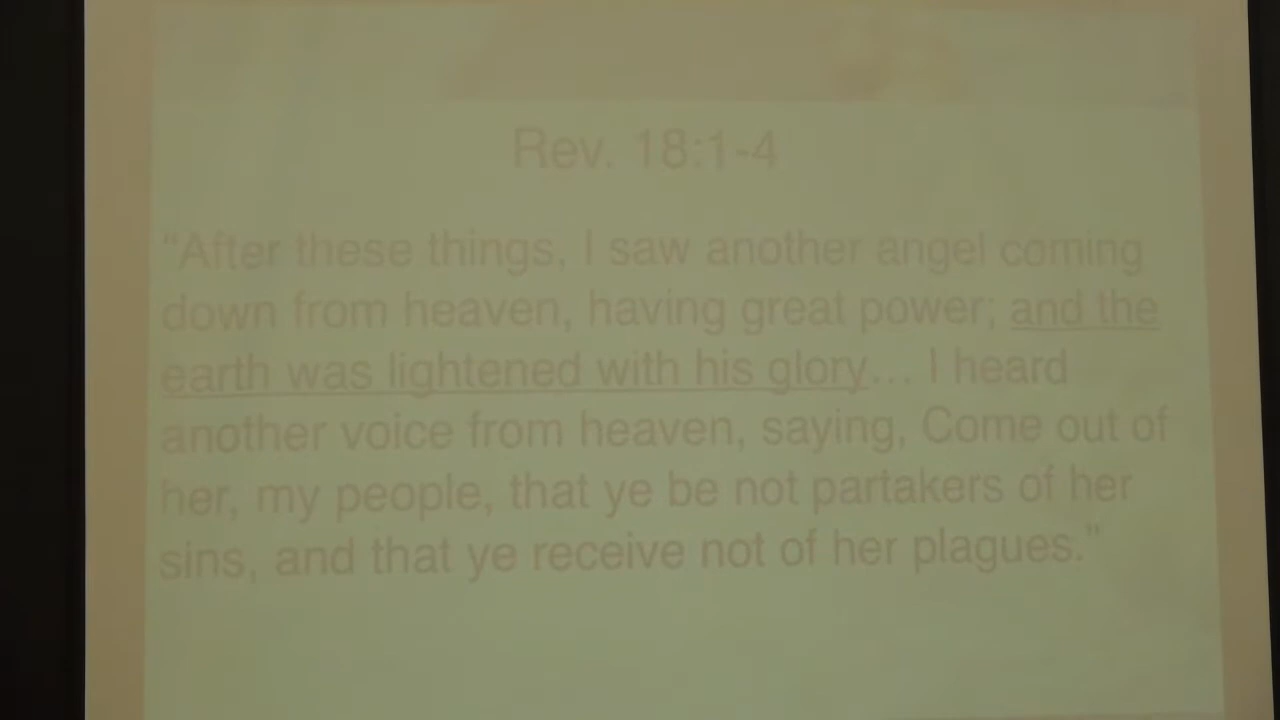 Rev. 18:1-4
"After these things, I saw another angel coming
down from heaven, having great power; and the
earth was lightened with his glory... I heard
another voice from heaven, saying, Come out of
her, my people, that ye be not partakers of her
sins, and that ye receive not of her plagues."